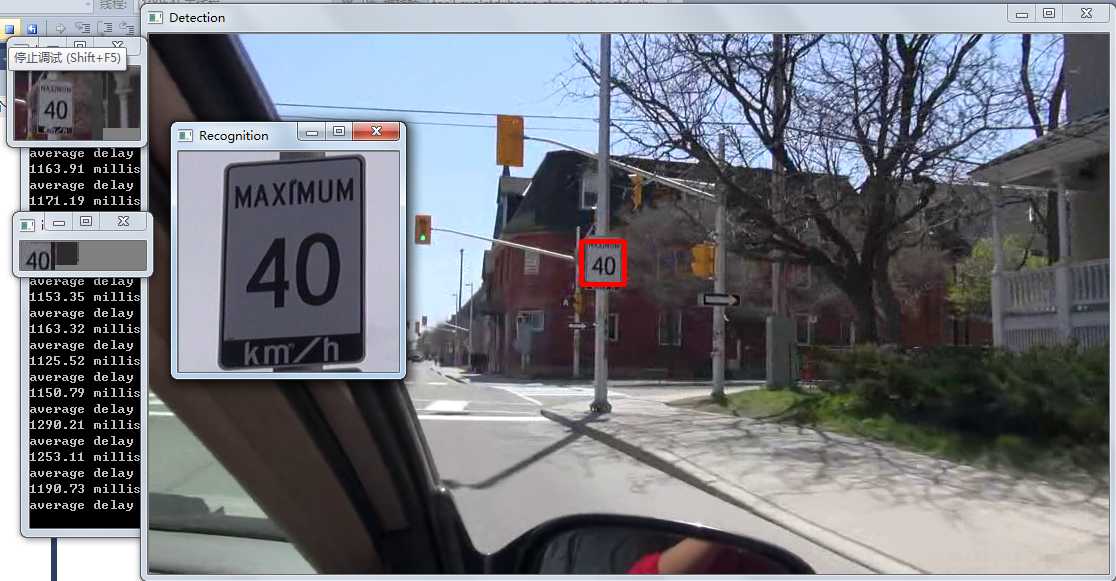 Detection
停止调试 (Shift+F5)
MAXIMUM
40
km/h
average delay
1163.91 millis
average delay
1171.19 millis
40
average delay
1153.35 millis
average delay
1163.32 millis
average delay
1125.52 millis
average delay
1150.79 millis
average delay
1290.21 millis
average delay
1253.11 millis
average delay
1190.73 millis
average delay
Recognition
MAXIMUM
40
km/h
MAXIMUM
40